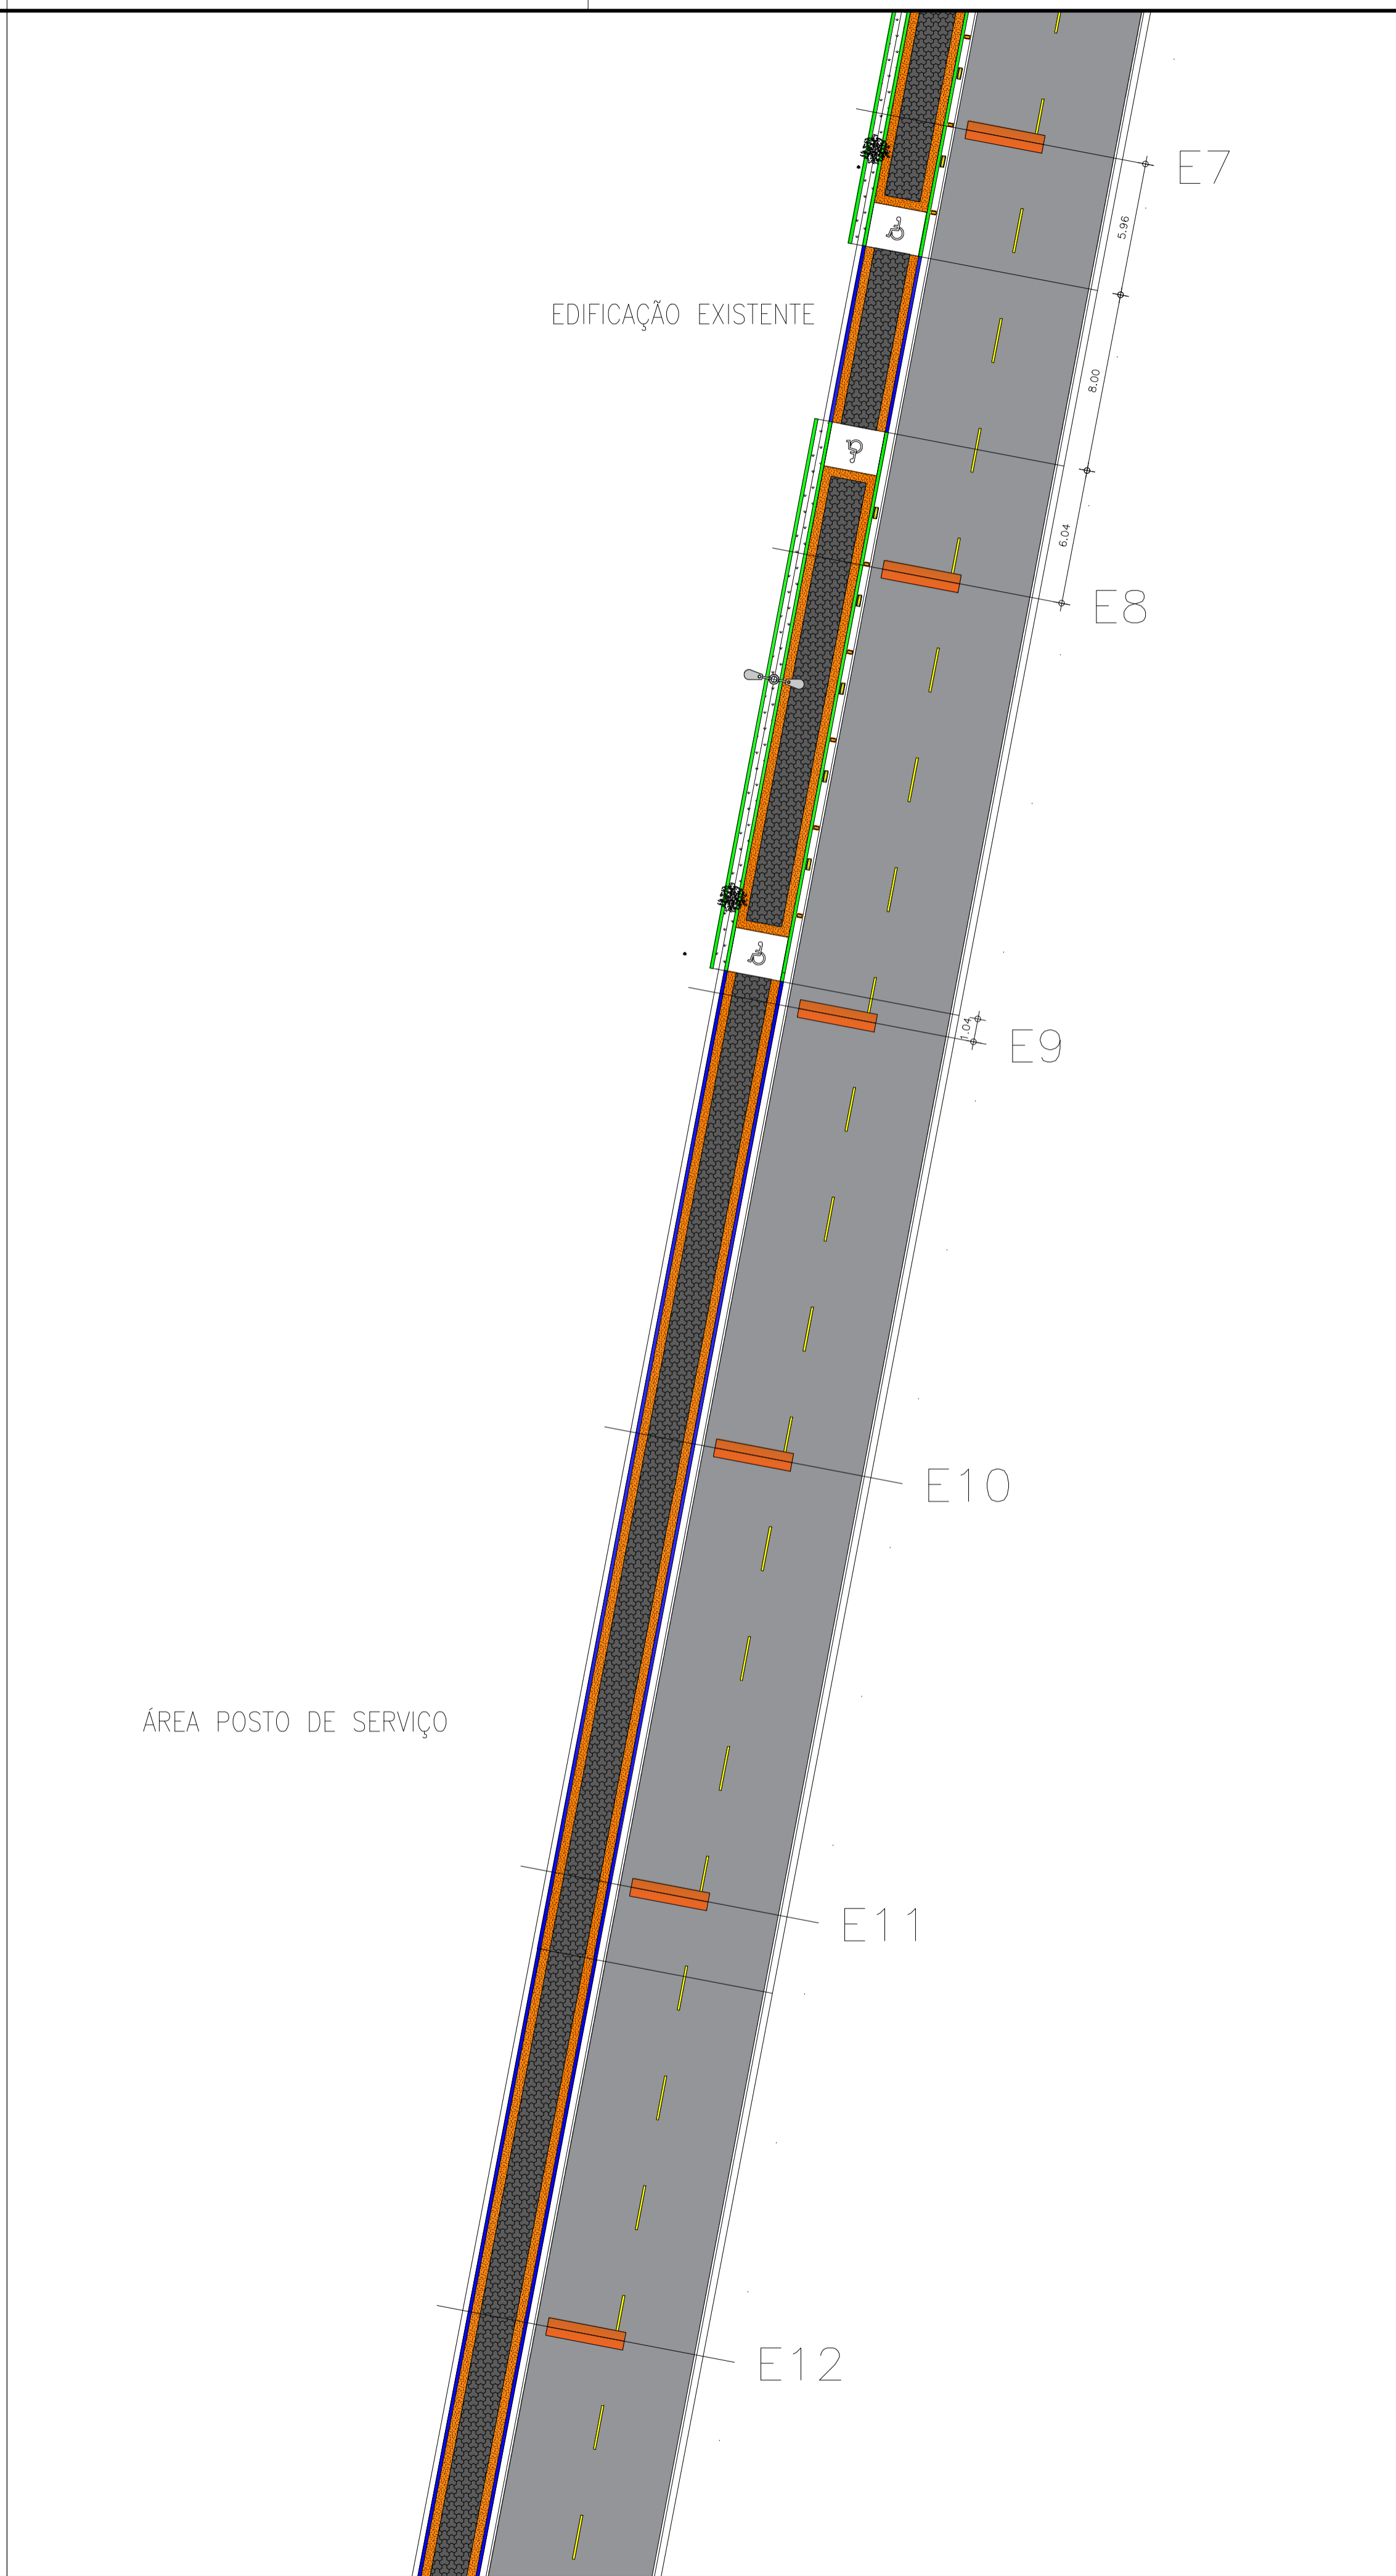 E7
5.96
EDIFICAÇÃO EXISTENTE
8.00
6.04
E8
1.04
E9
E10
ÁREA POSTO DE SERVIÇO
E11
E12